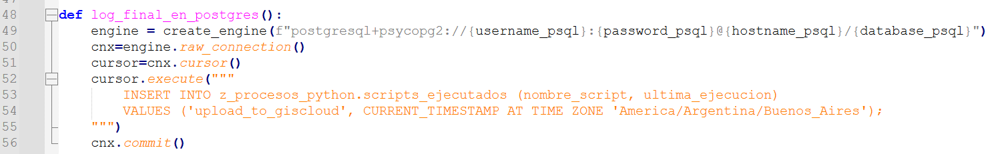 48 def log_final_en_postgres():
49 engine = create_engine(f"postgresql+psycopg2://{username_psql}:{password_psql}@{hostname_psql}/{database_psql}")
50 cnx=engine.raw_connection()
51 cursor=cnx.cursor()
52 cursor.execute("""
53 INSERT INTO z_procesos_python.scripts_ejecutados (nombre_script, ultima_ejecucion)
54 VALUES ('upload_to_giscloud', CURRENT_TIMESTAMP AT TIME ZONE 'America/Argentina/Buenos_Aires');
55 """)
56 cnx.commit()